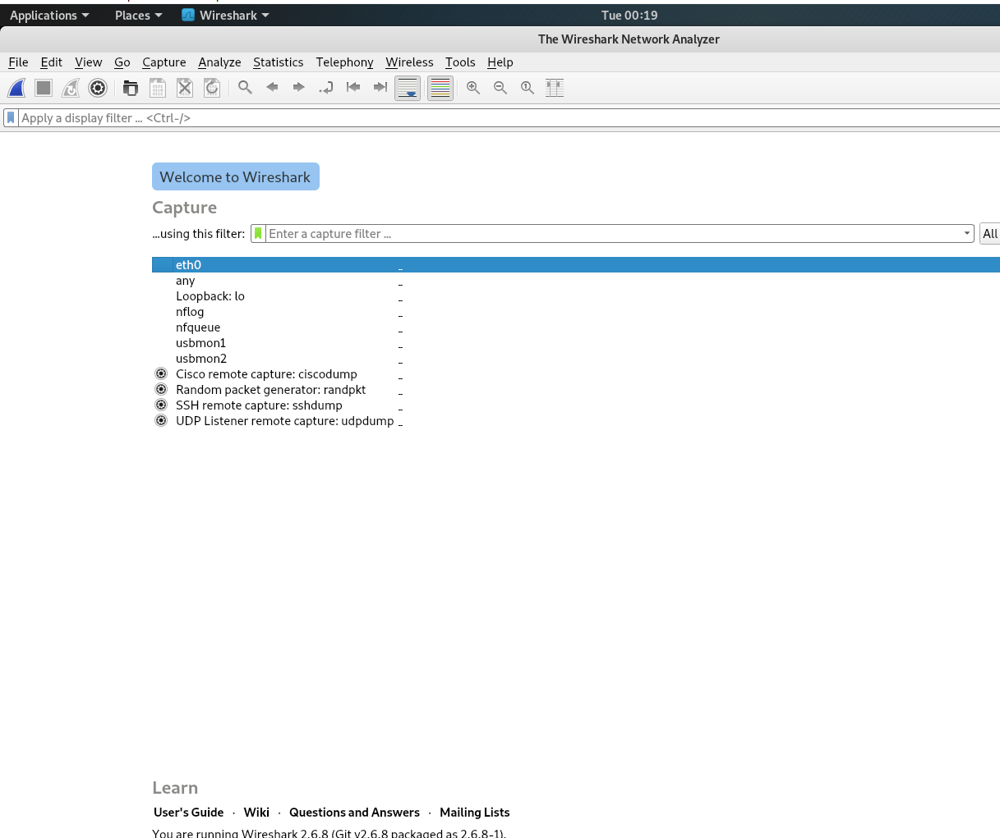 Applications Places Wireshark Tue 00:19
The Wireshark Network Analyzer
File Edit View Go Capture Analyze Statistics Telephony Wireless Tools Help
Apply a display filter ... <Ctrl-/>
Welcome to Wireshark
Capture
...using this filter: Enter a capture filter ... All
eth0 _
any _
Loopback: lo _
nflog _
nfqueue _
usbmon1 _
usbmon2 _
Cisco remote capture: ciscodump _
Random packet generator: randpkt _
SSH remote capture: sshdump _
UDP Listener remote capture: udpdump _
Learn
User's Guide · Wiki · Questions and Answers · Mailing Lists
You are running Wireshark 2.6.8 (Git v2.6.8 packaged as 2.6.8-1).